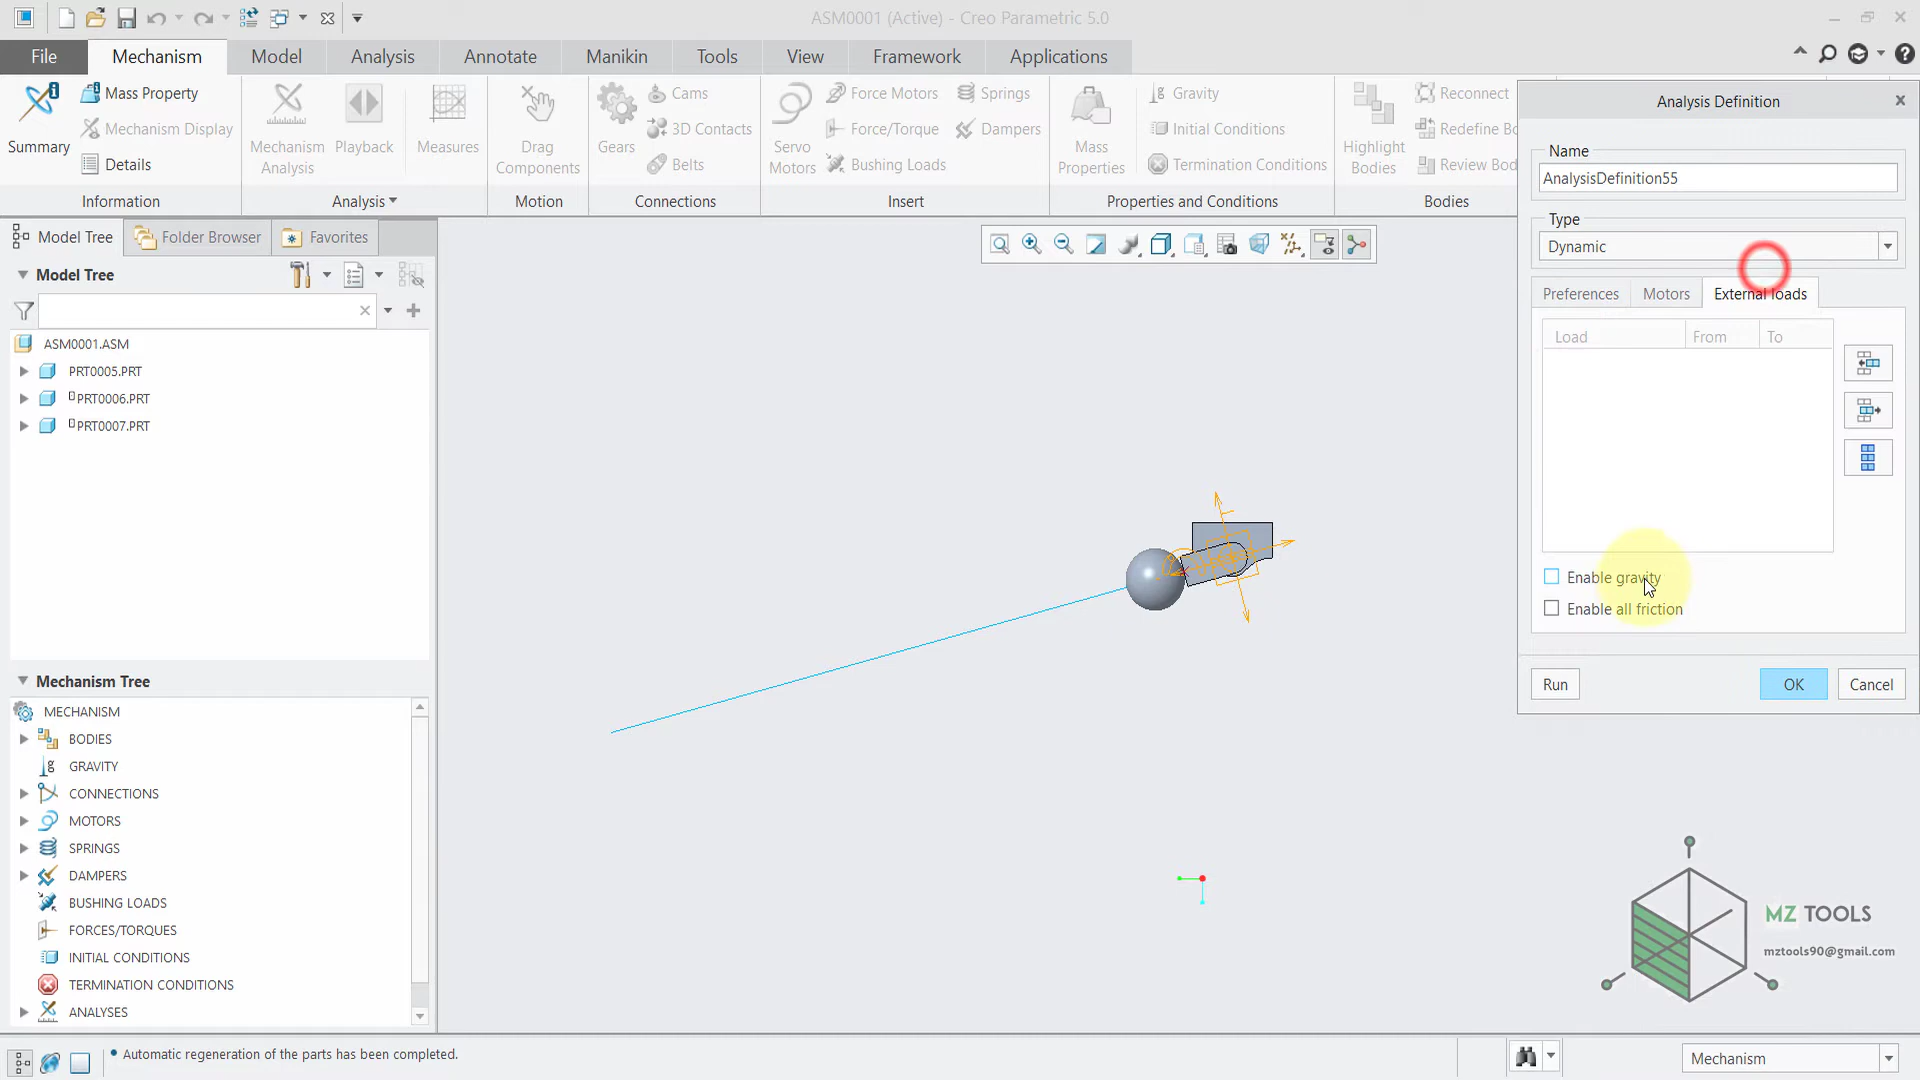 ASM0001 (Active) - Creo Parametric 5.0
File Mechanism Model Analysis Annotate Manikin Tools View Framework Applications
Summary
Mass Property
Mechanism Display
Details
Information
Mechanism Analysis
Playback
Measures
Analysis
Drag Components
Motion
Gears
Cams
3D Contacts
Belts
Connections
Servo Motors
Force Motors
Force/Torque
Bushing Loads
Springs
Dampers
Insert
Mass Properties
Gravity
Initial Conditions
Termination Conditions
Properties and Conditions
Highlight Bodies
Reconnect
Redefine Bo
Review Bod
Bodies
Model Tree Folder Browser Favorites
Model Tree
ASM0001.ASM
PRT0005.PRT
PRT0006.PRT
PRT0007.PRT
Mechanism Tree
MECHANISM
BODIES
GRAVITY
CONNECTIONS
MOTORS
SPRINGS
DAMPERS
BUSHING LOADS
FORCES/TORQUES
INITIAL CONDITIONS
TERMINATION CONDITIONS
ANALYSES
Analysis Definition
Name
AnalysisDefinition55
Type
Dynamic
Preferences Motors External loads
Load From To
Enable gravity
Enable all friction
Run OK Cancel
MZ TOOLS
mztools90@gmail.com
Automatic regeneration of the parts has been completed.
Mechanism